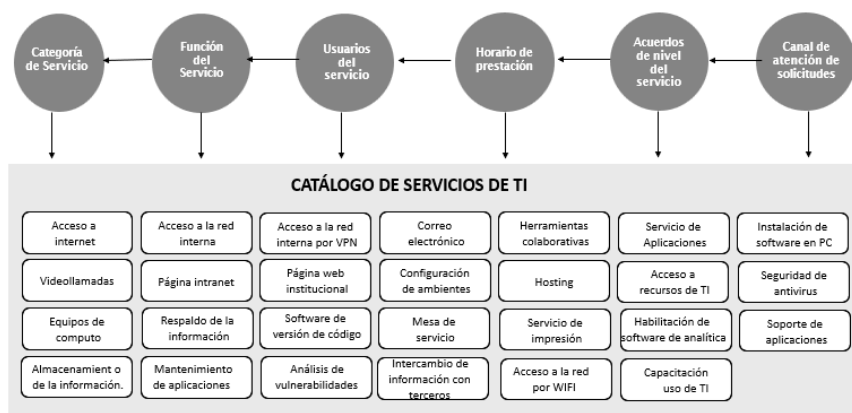 Categoría
de Servicio
Función
del
Servicio
Usuarios
del
servicio
Horario de
prestación
Acuerdos
de nivel
del
servicio
Canal de
atención de
solicitudes
CATÁLOGO DE SERVICIOS DE TI
Acceso a
internet
Acceso a la red
interna
Acceso a la red
interna por VPN
Correo
electrónico
Herramientas
colaborativas
Servicio de
Aplicaciones
Instalación de
software en PC
Videollamadas
Página intranet
Página web
institucional
Configuración
de ambientes
Hosting
Acceso a
recursos de TI
Seguridad de
antivirus
Equipos de
computo
Respaldo de la
información
Software de
versión de código
Mesa de
servicio
Servicio de
impresión
Habilitación de
software de analítica
Soporte de
aplicaciones
Almacenamient o
de la información.
Mantenimiento
de aplicaciones
Análisis de
vulnerabilidades
Intercambio de
información con
terceros
Acceso a la red
por WIFI
Capacitación
uso de TI